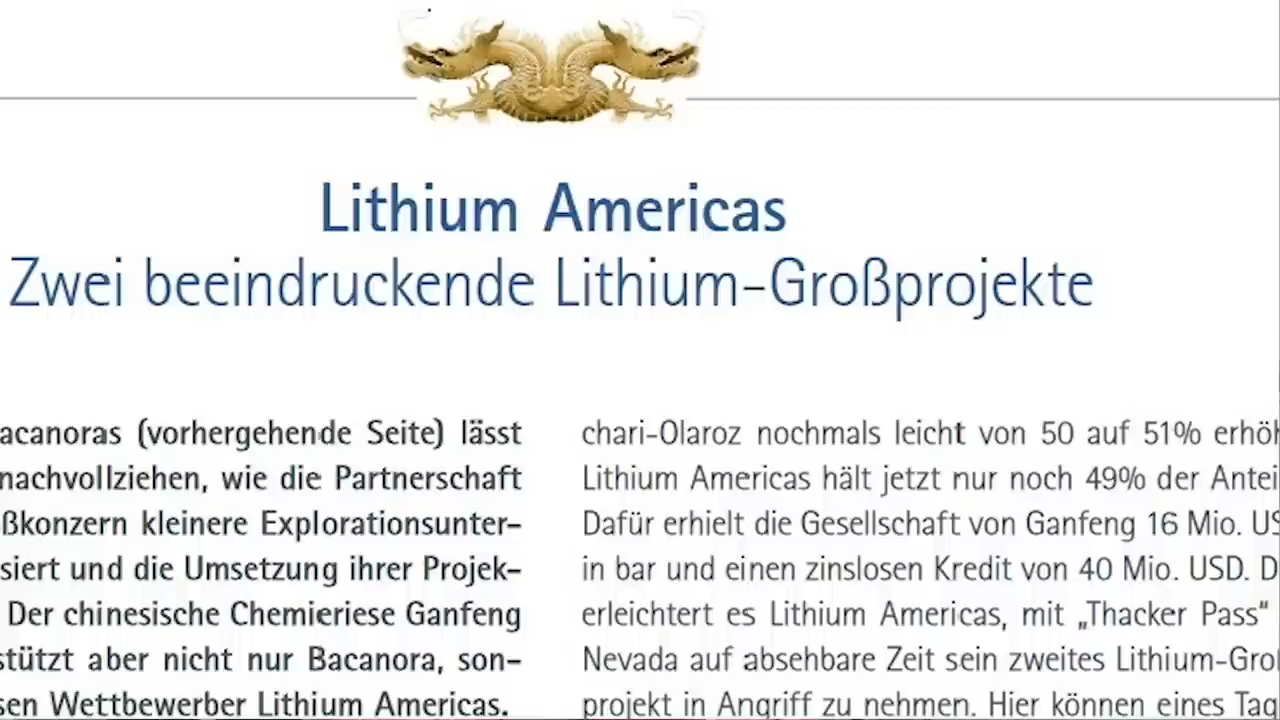 Lithium Americas
Zwei beeindruckende Lithium-Großprojekte
acanoras (vorhergehende Seite) lässt
nachvollziehen, wie die Partnerschaft
ßkonzern kleinere Explorationsunter-
siert und die Umsetzung ihrer Projek-
Der chinesische Chemieriese Ganfeng
stützt aber nicht nur Bacanora, son-
sen Wettbewerber Lithium Americas.
chari-Olaroz nochmals leicht von 50 auf 51% erhöh
Lithium Americas hält jetzt nur noch 49% der Antei
Dafür erhielt die Gesellschaft von Ganfeng 16 Mio. US
in bar und einen zinslosen Kredit von 40 Mio. USD. D
erleichtert es Lithium Americas, mit „Thacker Pass“
Nevada auf absehbare Zeit sein zweites Lithium-Groß
projekt in Angriff zu nehmen. Hier können eines Tag